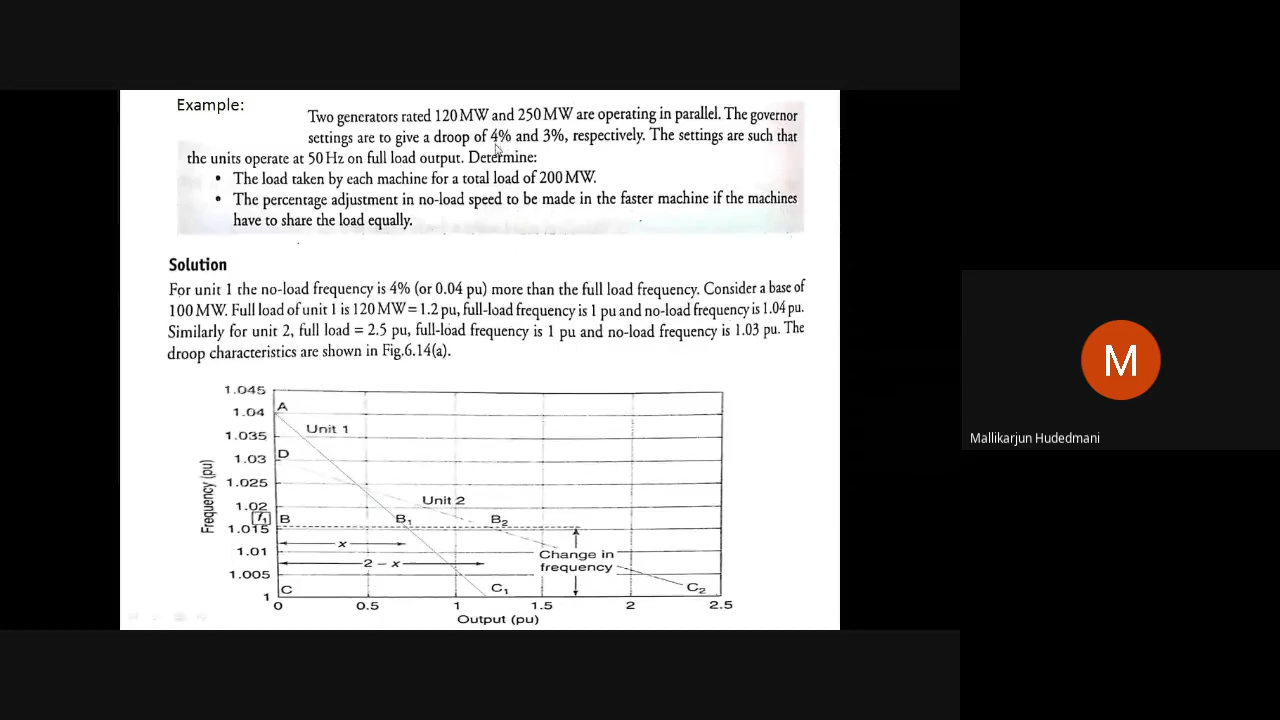 Example:
Two generators rated 120 MW and 250 MW are operating in parallel. The governor
settings are to give a droop of 4% and 3%, respectively. The settings are such that
the units operate at 50 Hz on full load output. Determine:
• The load taken by each machine for a total load of 200 MW.
• The percentage adjustment in no-load speed to be made in the faster machine if the machines
have to share the load equally.
Solution
For unit 1 the no-load frequency is 4% (or 0.04 pu) more than the full load frequency. Consider a base of
100 MW. Full load of unit 1 is 120 MW = 1.2 pu, full-load frequency is 1 pu and no-load frequency is 1.04 pu.
Similarly for unit 2, full load = 2.5 pu, full-load frequency is 1 pu and no-load frequency is 1.03 pu. The
droop characteristics are shown in Fig.6.14(a).
1.045
1.04
A
Unit 1
1.035
D
1.03
1.025
Unit 2
1.02
f1 B B1 B2
1.015
x
1.01
Change in
2 – x
frequency
1.005
C C1 C2
1
0 0.5 1 1.5 2 2.5
Output (pu)
Frequency (pu)
M
Mallikarjun Hudedmani